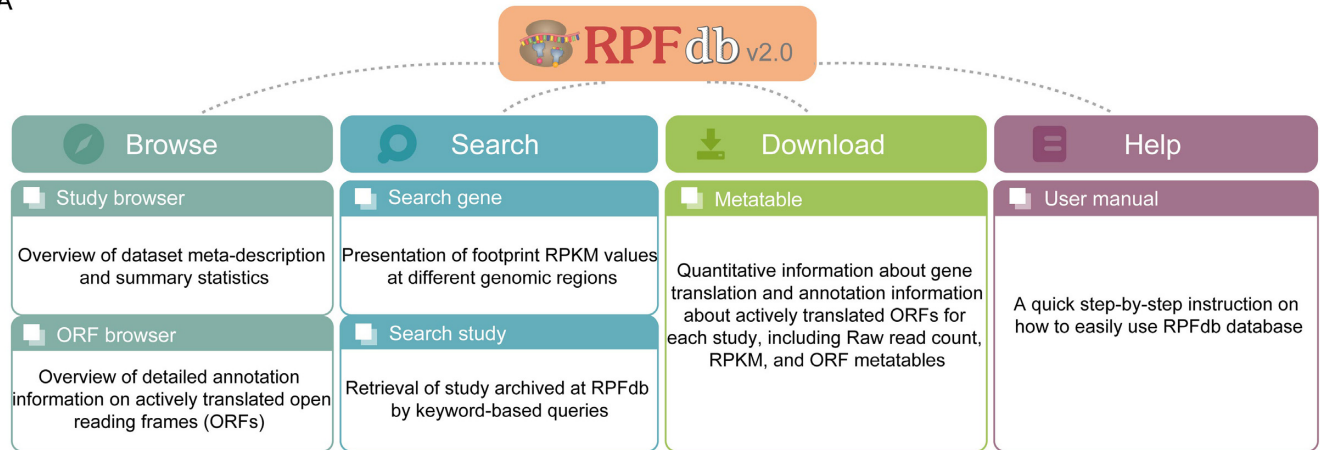 A
RPFdb v2.0
Browse
Study browser
Overview of dataset meta-description
and summary statistics
ORF browser
Overview of detailed annotation
information on actively translated open
reading frames (ORFs)
Search
Search gene
Presentation of footprint RPKM values
at different genomic regions
Search study
Retrieval of study archived at RPFdb
by keyword-based queries
Download
Metatable
Quantitative information about gene
translation and annotation information
about actively translated ORFs for
each study, including Raw read count,
RPKM, and ORF metatables
Help
User manual
A quick step-by-step instruction on
how to easily use RPFdb database